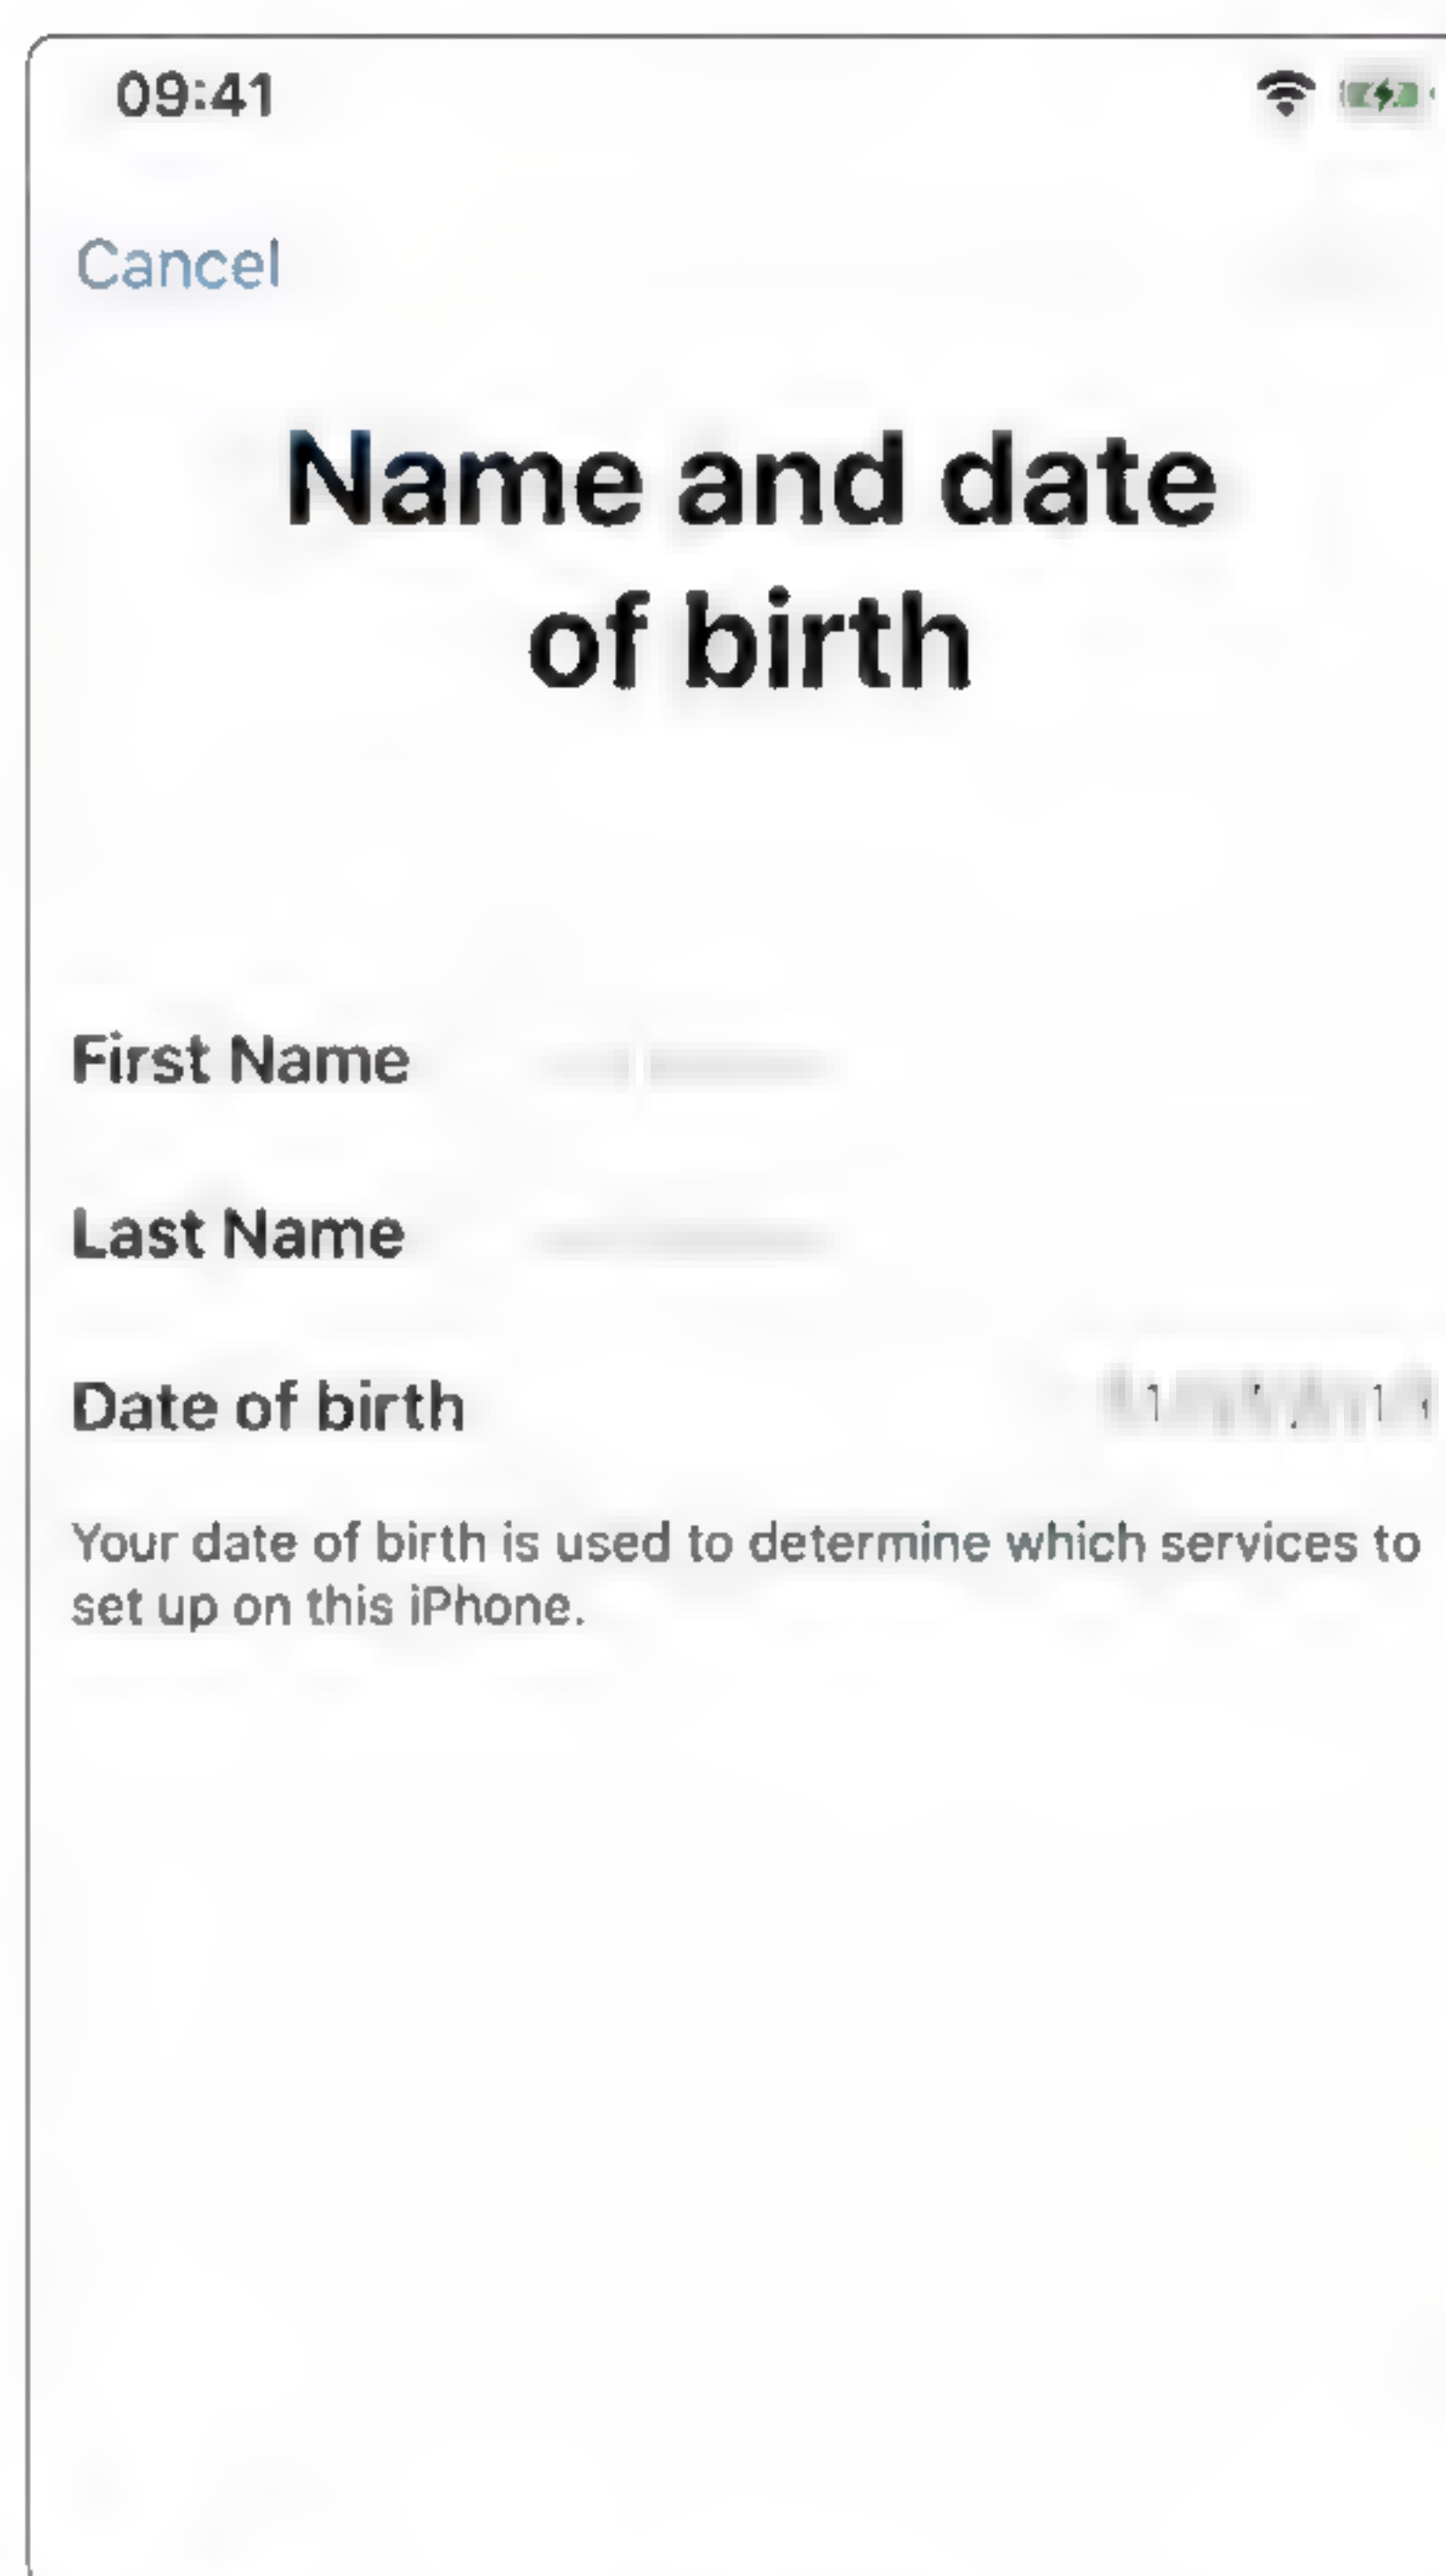 09:41
Cancel
Name and date
of birth
First Name
Last Name
Date of birth
Your date of birth is used to determine which services to
set up on this iPhone.